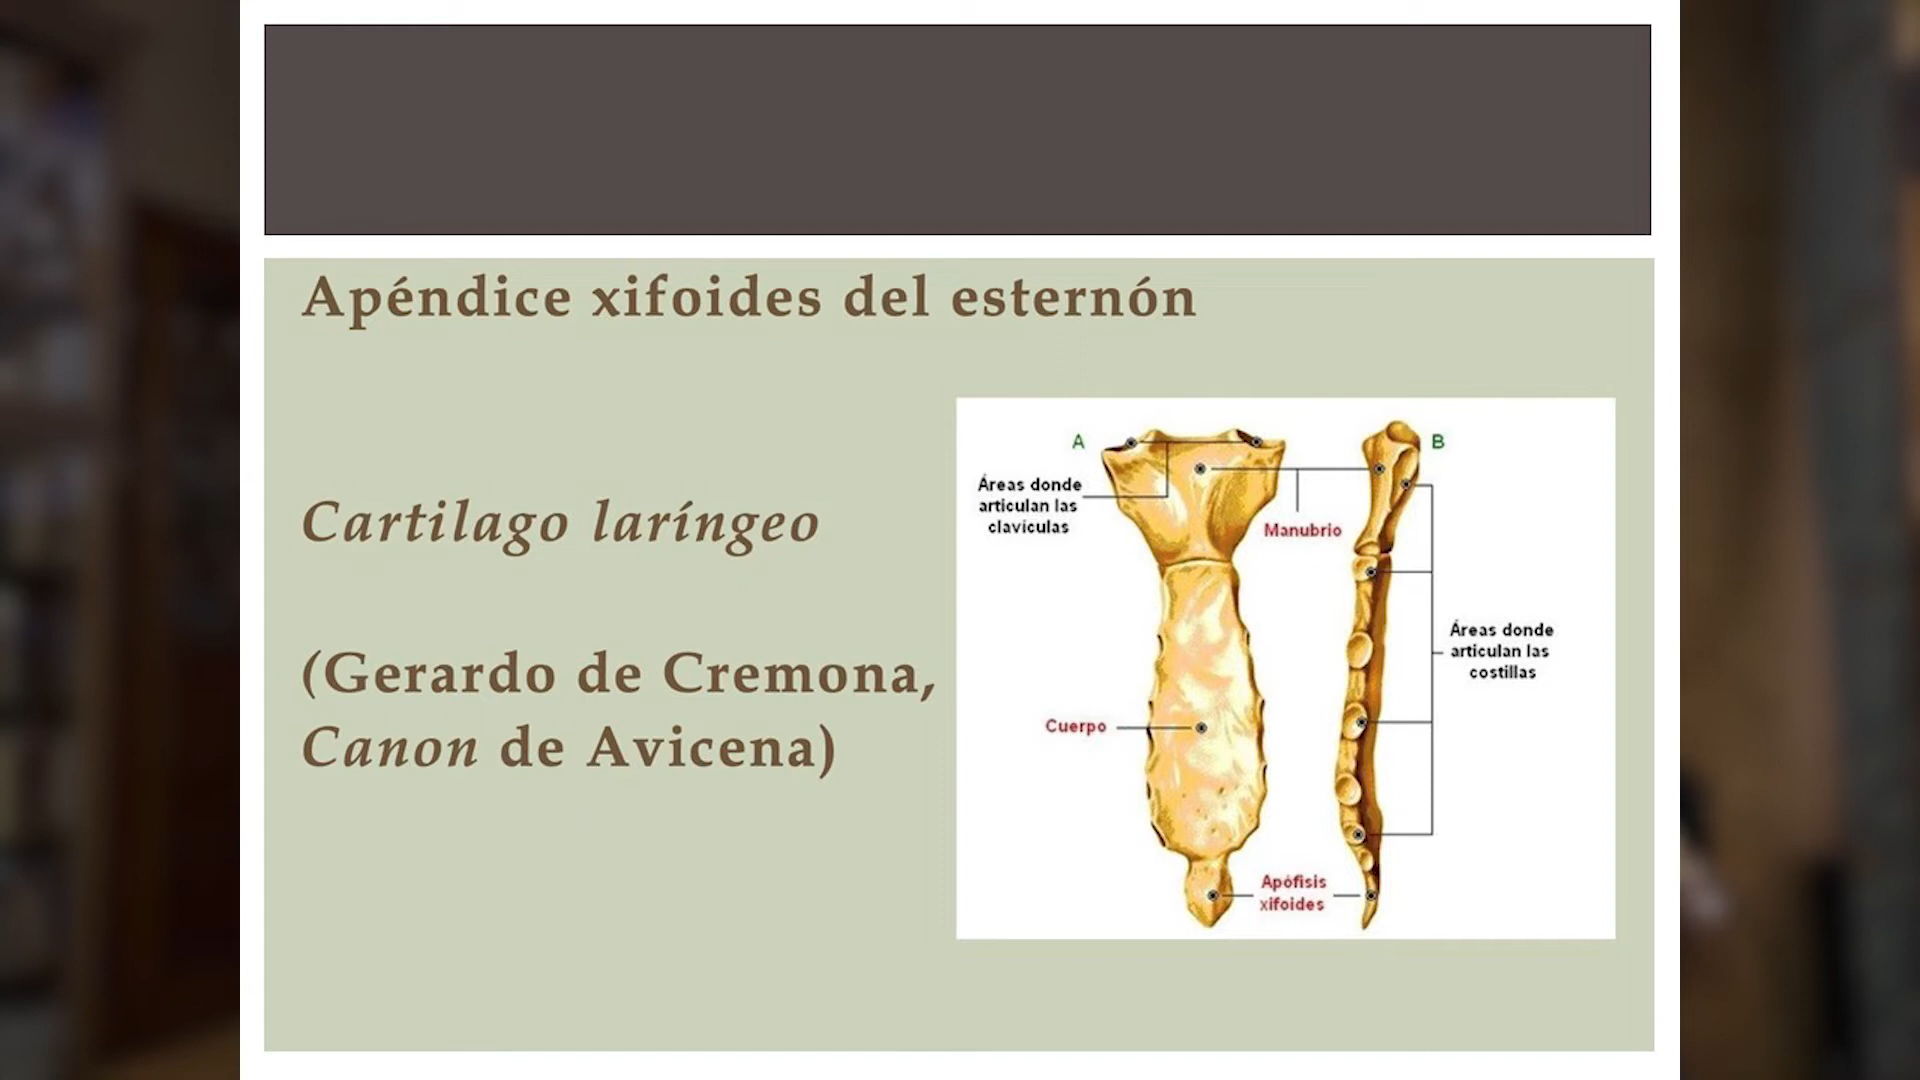 Apéndice xifoides del esternón
Cartilago laríngeo
(Gerardo de Cremona,
Canon de Avicena)
A
B
Áreas donde
articulan las
clavículas
Manubrio
Áreas donde
articulan las
costillas
Cuerpo
Apófisis
xifoides